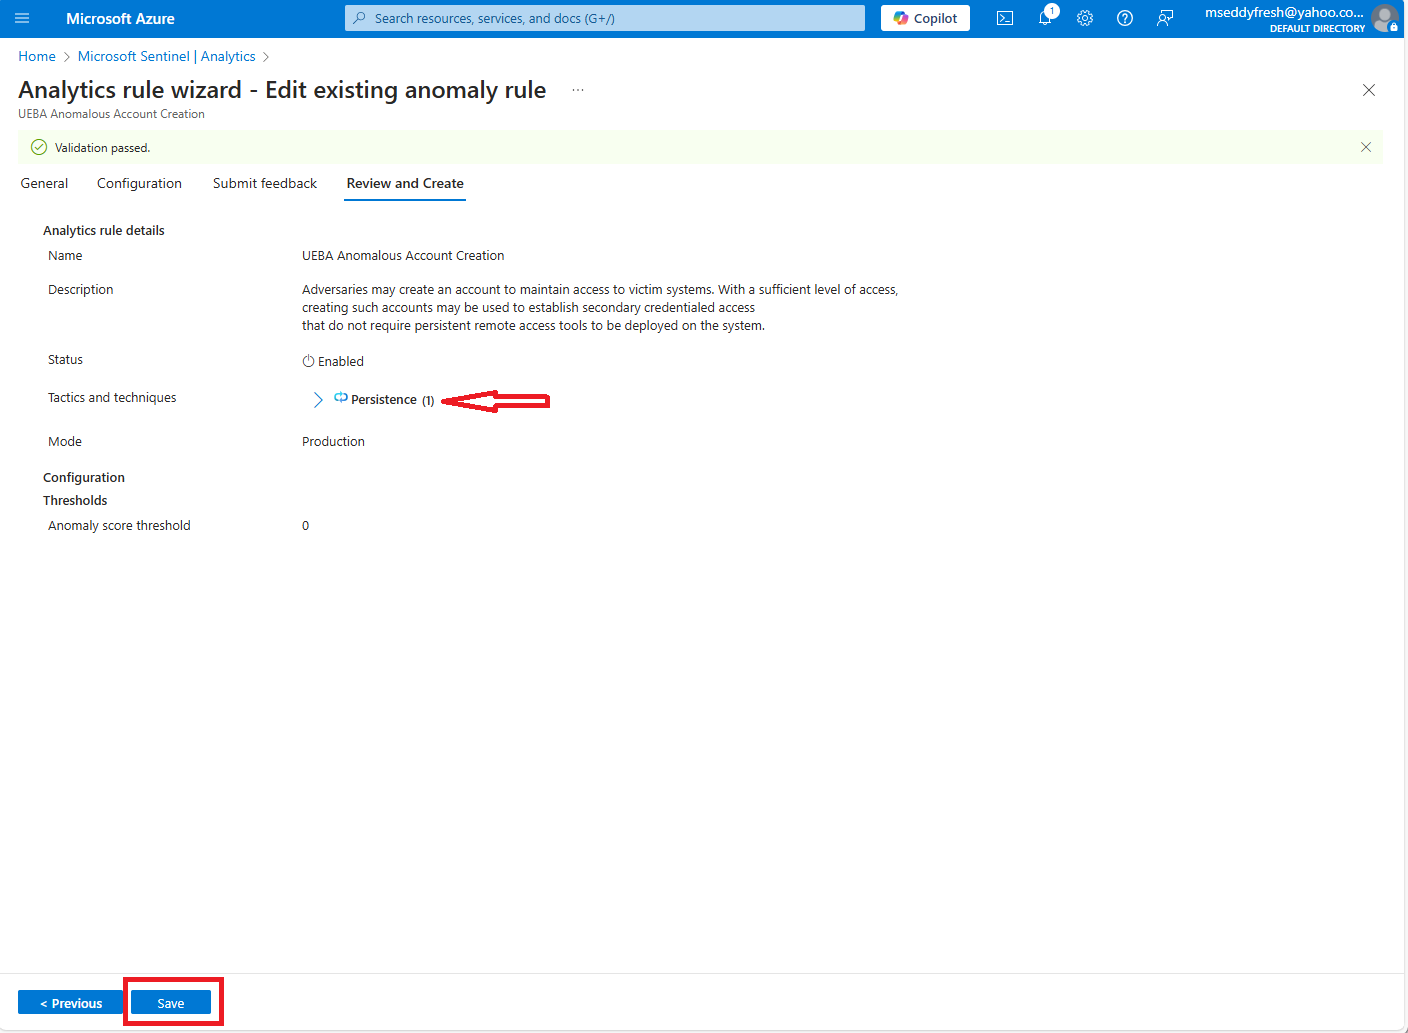 Microsoft Azure
Search resources, services, and docs (G+/)
Copilot
1
mseddyfresh@yahoo.co...
DEFAULT DIRECTORY
Home > Microsoft Sentinel | Analytics >
Analytics rule wizard - Edit existing anomaly rule ...
UEBA Anomalous Account Creation
Validation passed.
General Configuration Submit feedback Review and Create
Analytics rule details
Name UEBA Anomalous Account Creation
Description Adversaries may create an account to maintain access to victim systems. With a sufficient level of access,
creating such accounts may be used to establish secondary credentialed access
that do not require persistent remote access tools to be deployed on the system.
Status Enabled
Tactics and techniques Persistence (1)
Mode Production
Configuration
Thresholds
Anomaly score threshold 0
< Previous Save